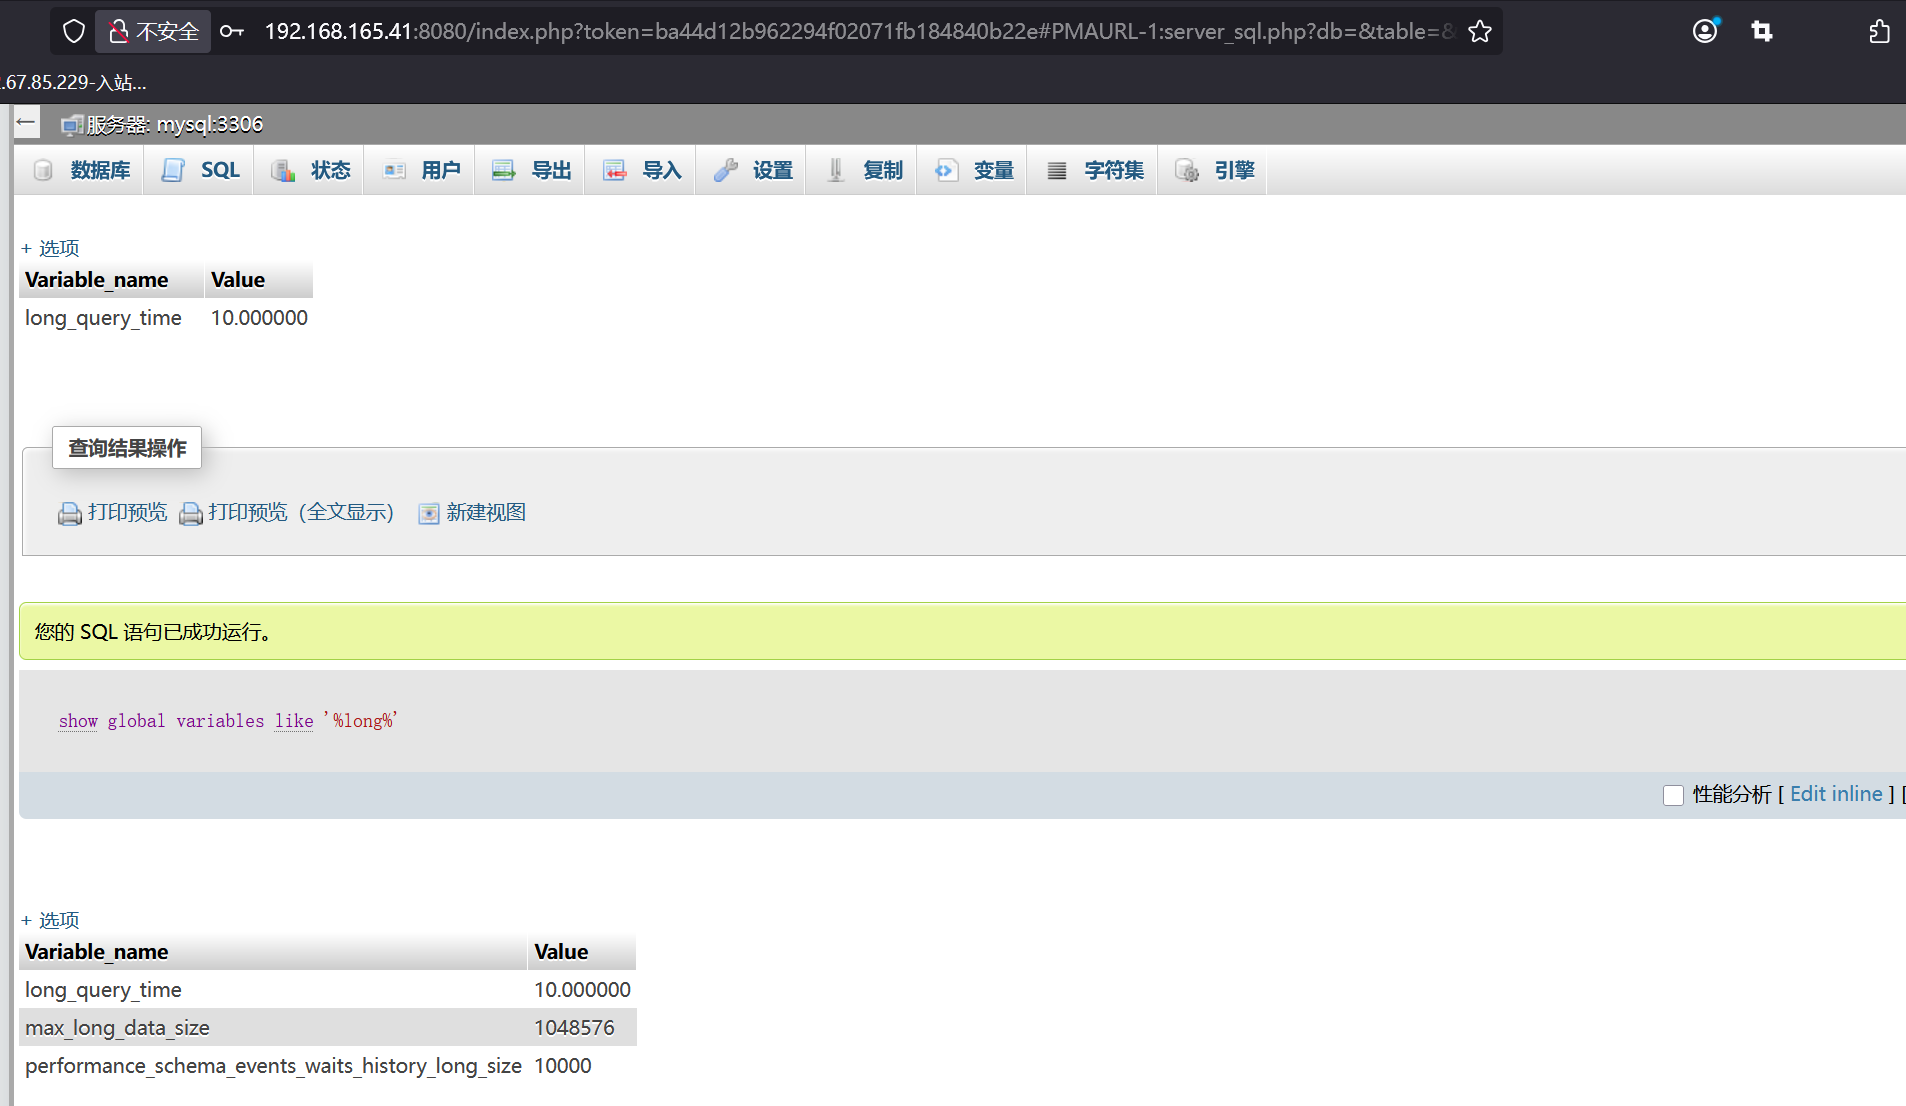 不安全 192.168.165.41:8080/index.php?token=ba44d12b962294f02071fb184840b22e#PMAURL-1:server_sql.php?db=&table=&
.67.85.229-入站...
服务器: mysql:3306
数据库 SQL 状态 用户 导出 导入 设置 复制 变量 字符集 引擎
+ 选项
Variable_name Value
long_query_time 10.000000
查询结果操作
打印预览 打印预览（全文显示） 新建视图
您的 SQL 语句已成功运行。
show global variables like '%long%'
性能分析 [ Edit inline ] [
+ 选项
Variable_name Value
long_query_time 10.000000
max_long_data_size 1048576
performance_schema_events_waits_history_long_size 10000